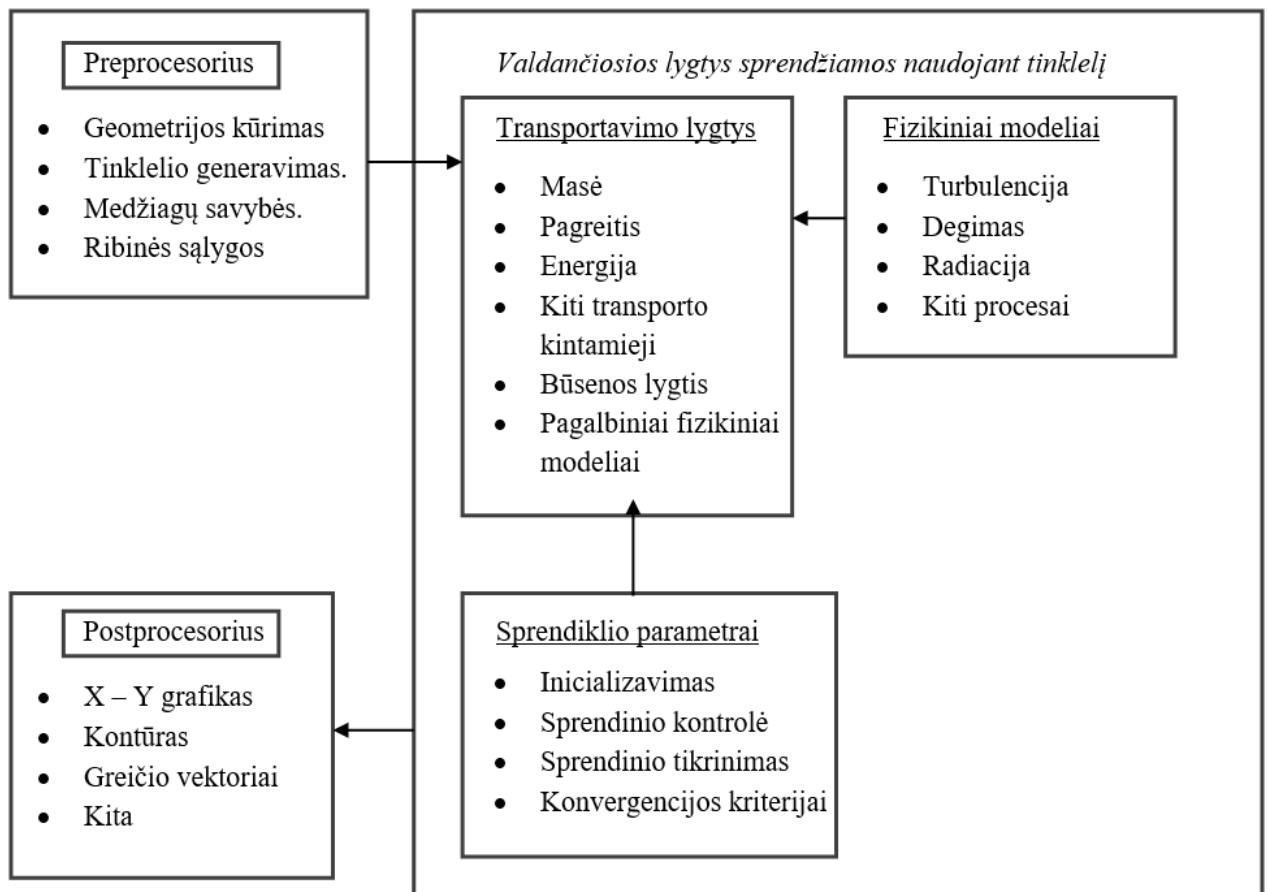 Preprocesorius
• Geometrijos kūrimas
• Tinklelio generavimas.
• Medžiagų savybės.
• Ribinės sąlygos
Valdančiosios lygtys sprendžiamos naudojant tinklelį
Transportavimo lygtys
• Masė
• Pagreitis
• Energija
• Kiti transporto
kintamieji
• Būsenos lygtis
• Pagalbiniai fizikiniai
modeliai
Fizikiniai modeliai
• Turbulencija
• Degimas
• Radiacija
• Kiti procesai
Postprocesorius
• X – Y grafikas
• Kontūras
• Greičio vektoriai
• Kita
Sprendiklio parametrai
• Inicializavimas
• Sprendinio kontrolė
• Sprendinio tikrinimas
• Konvergencijos kriterijai